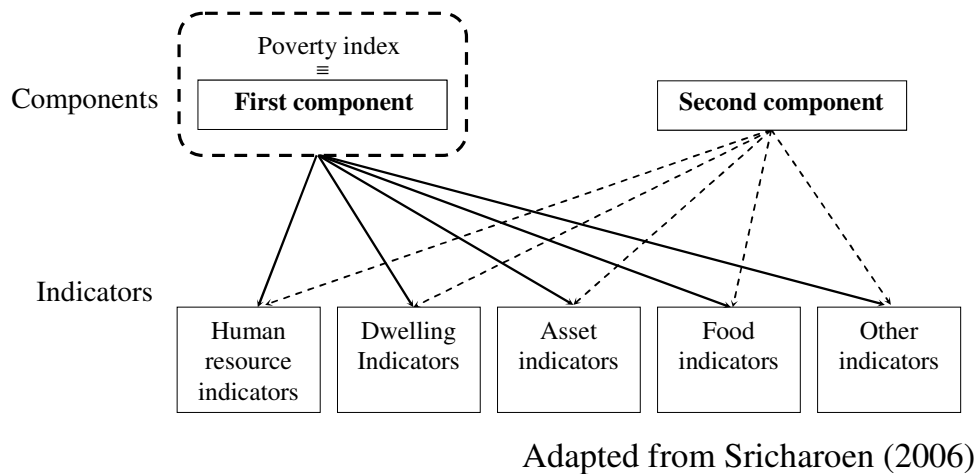 Poverty index
≡
Components
First component
Second component
Indicators
Human
resource
indicators
Dwelling
Indicators
Asset
indicators
Food
indicators
Other
indicators
Adapted from Sricharoen (2006)